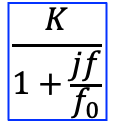 K
1 + jf
f₀